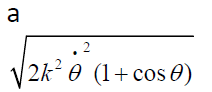 a
√(2k² θ̇² (1 + cos θ))